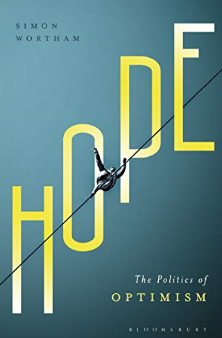 SIMON
WORTHAM
HOPE
The Politics of
OPTIMISM
BLOOMSBURY